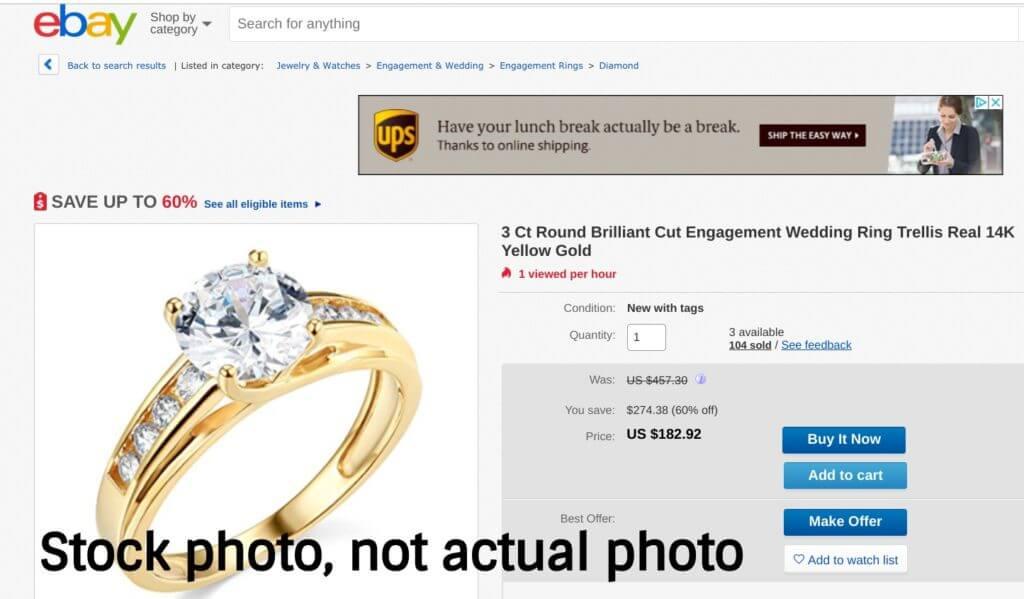 ebay
Shop by
category
Search for anything
Back to search results | Listed in category: Jewelry & Watches > Engagement & Wedding > Engagement Rings > Diamond
ups
Have your lunch break actually be a break.
Thanks to online shipping.
SHIP THE EASY WAY
SAVE UP TO 60% See all eligible items
3 Ct Round Brilliant Cut Engagement Wedding Ring Trellis Real 14K
Yellow Gold
1 viewed per hour
Condition: New with tags
Quantity: 1
3 available
104 sold / See feedback
Was: US $457.30
You save: $274.38 (60% off)
Price: US $182.92
Buy It Now
Add to cart
Best Offer:
Make Offer
Add to watch list
Stock photo, not actual photo